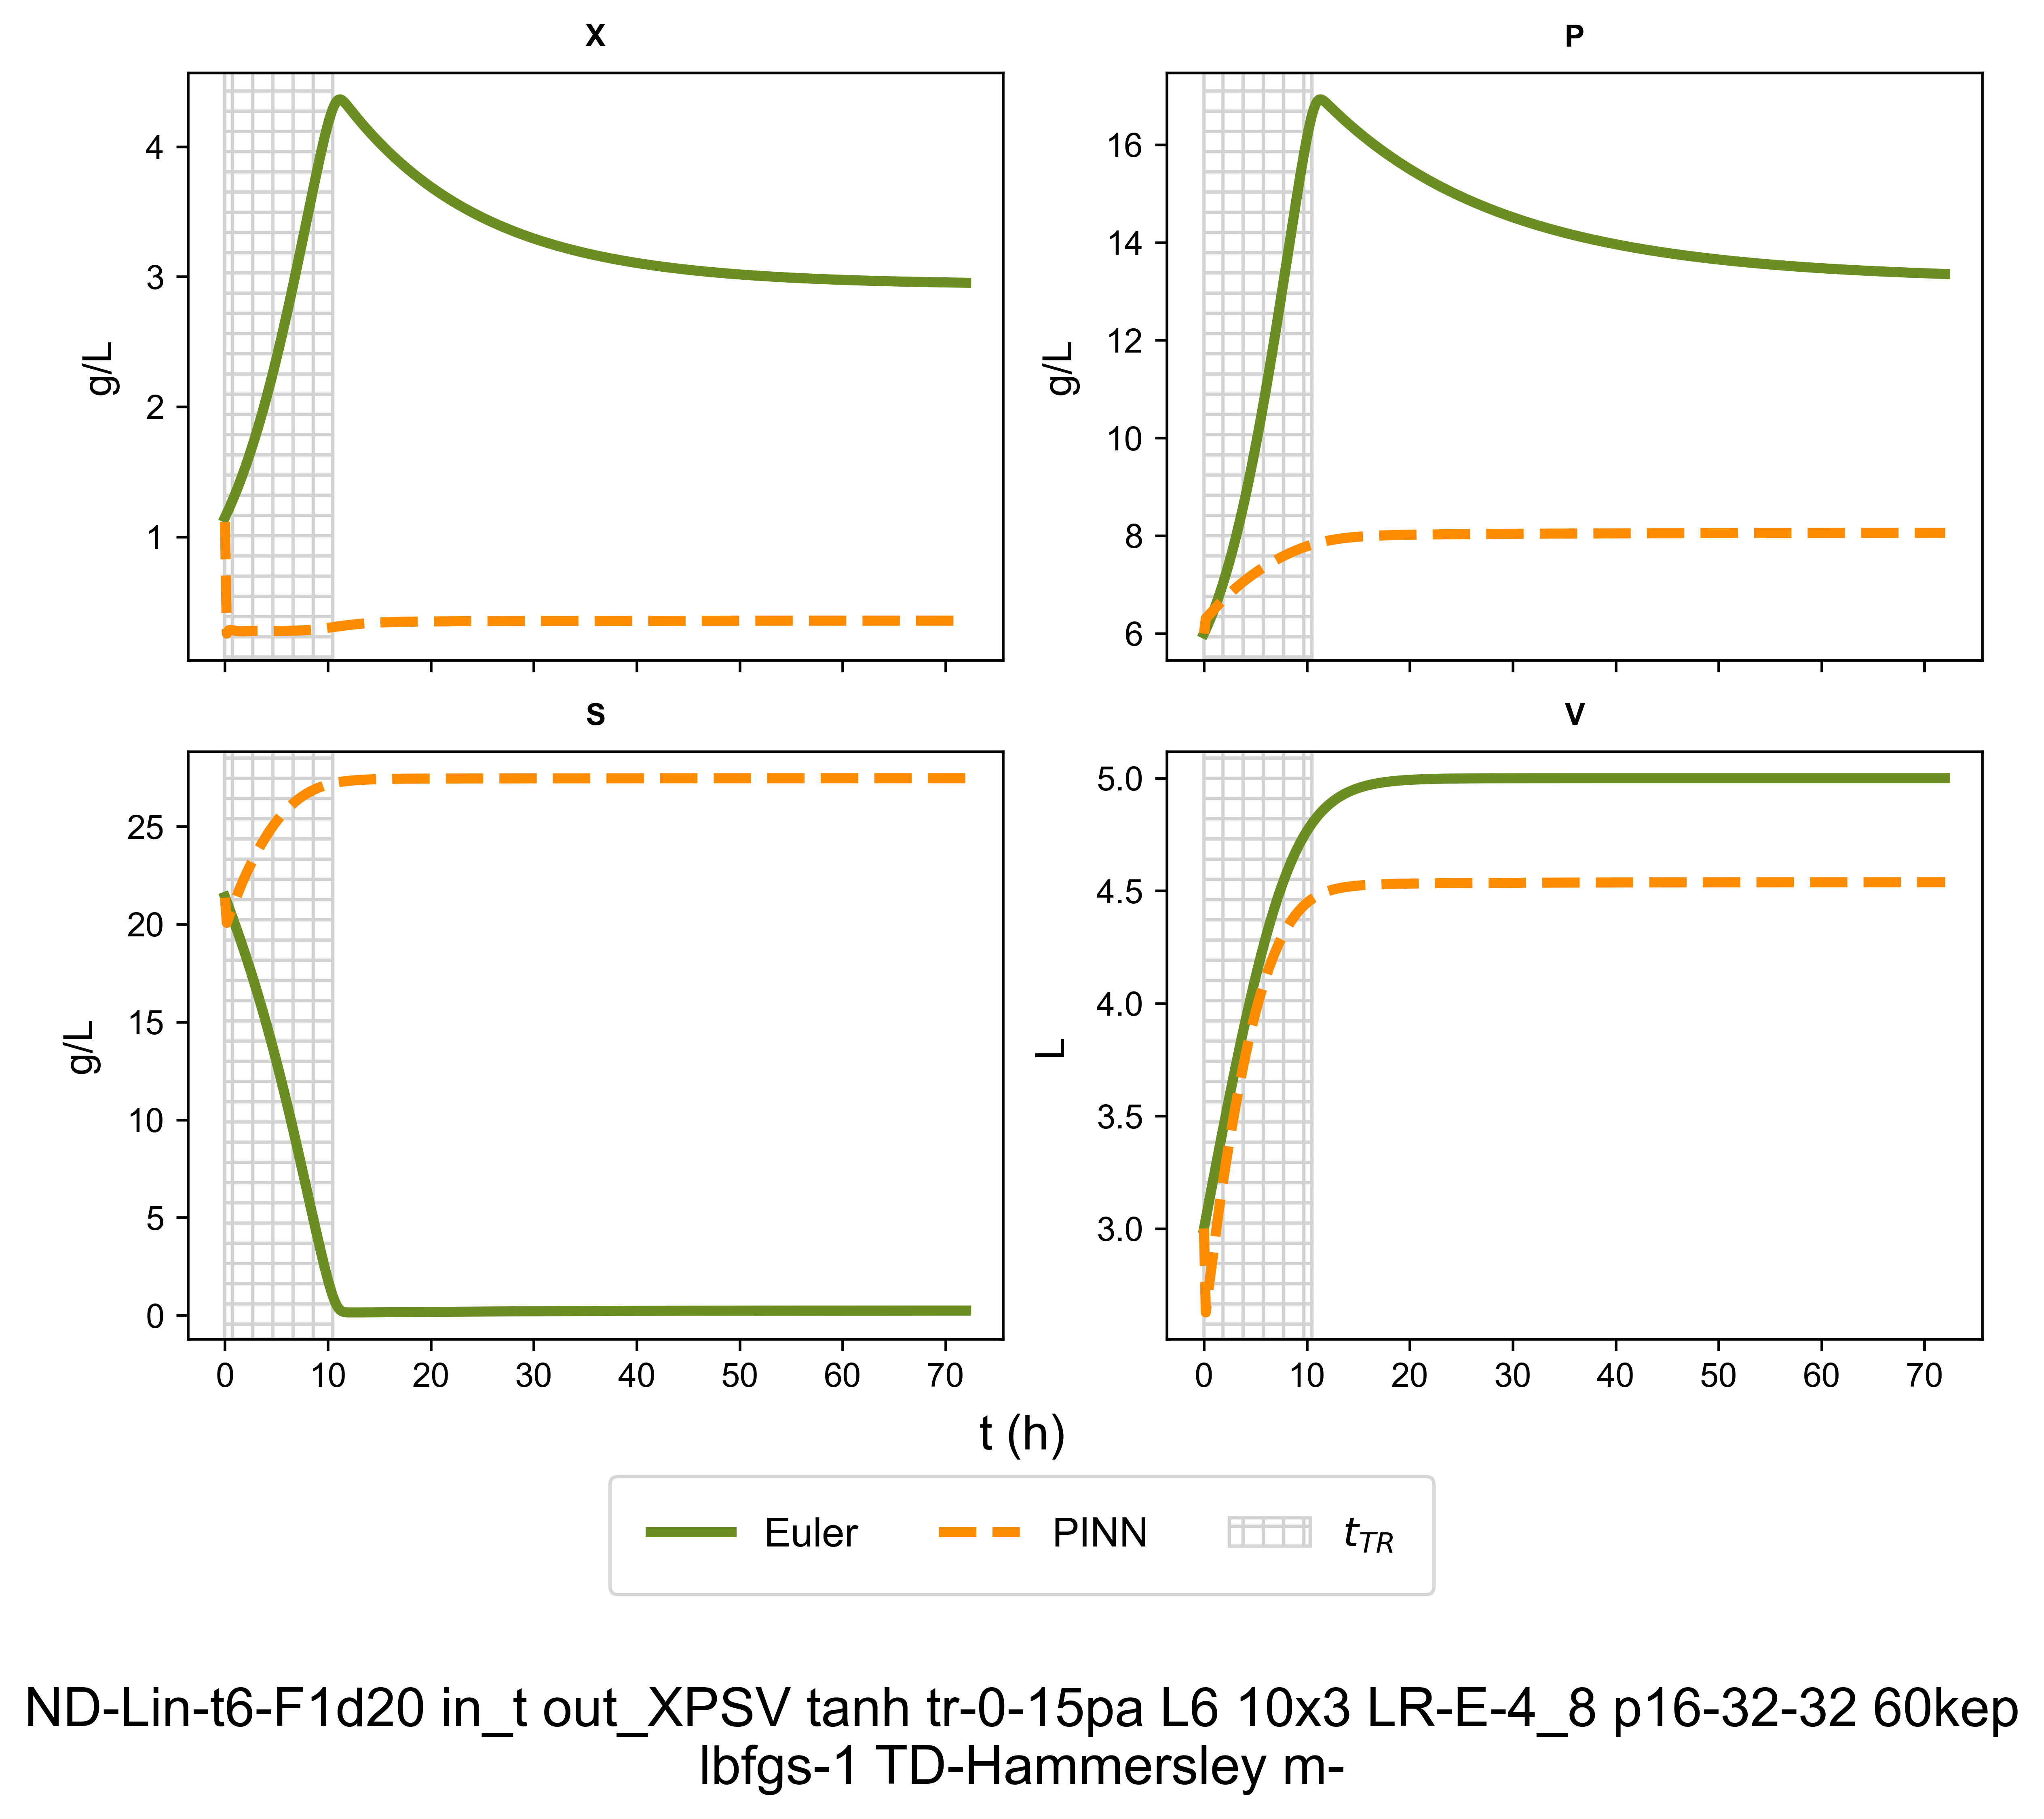 X
P
4
3
2
1
g/L
16
14
12
10
8
6
g/L
S
V
25
20
15
10
5
0
g/L
5.0
4.5
4.0
3.5
3.0
L
0 10 20 30 40 50 60 70
0 10 20 30 40 50 60 70
t (h)
Euler PINN t_{TR}
ND-Lin-t6-F1d20 in_t out_XPSV tanh tr-0-15pa L6 10x3 LR-E-4_8 p16-32-32 60kep
lbfgs-1 TD-Hammersley m-